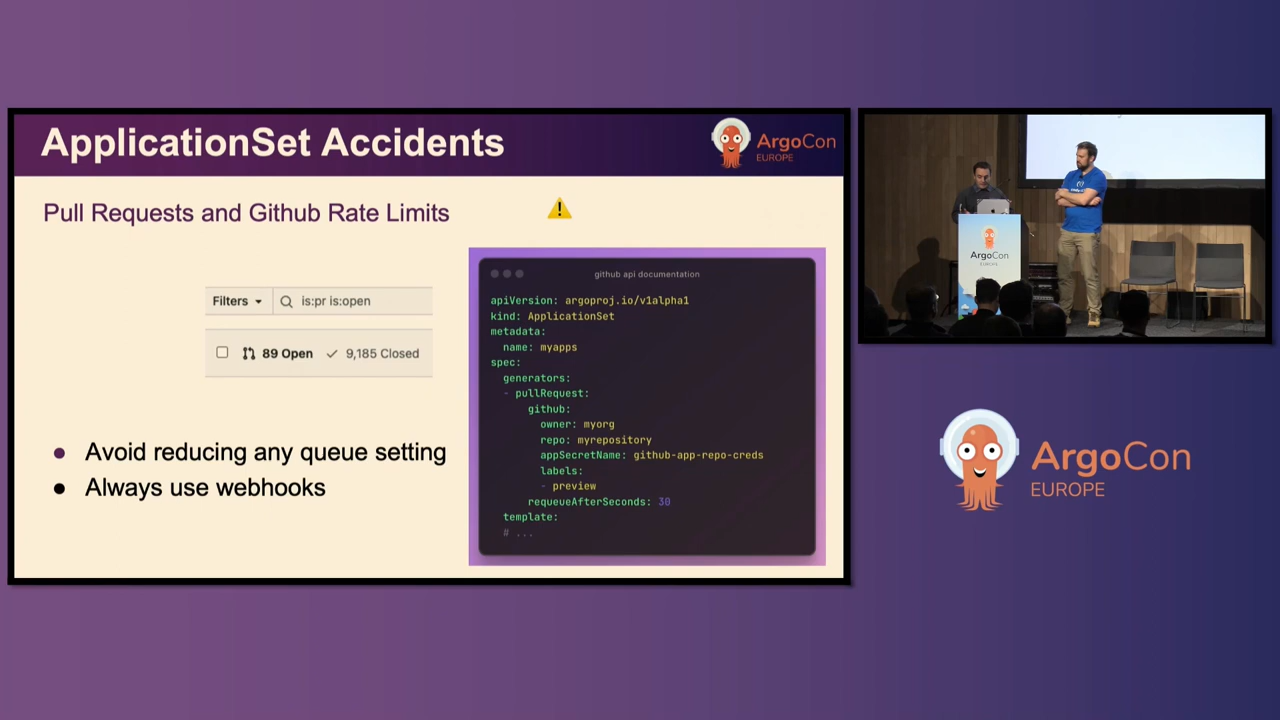 ApplicationSet Accidents
ArgoCon
EUROPE
Pull Requests and Github Rate Limits
Filters
is:pr is:open
89 Open
9,185 Closed
Avoid reducing any queue setting
Always use webhooks
github api documentation
apiVersion: argoproj.io/v1alpha1
kind: ApplicationSet
metadata:
name: myapps
spec:
generators:
- pullRequest:
github:
owner: myorg
repo: myrepository
appSecretName: github-app-repo-creds
labels:
- preview
requeueAfterSeconds: 30
template:
# ...
ArgoCon
EUROPE
ArgoCon
EUROPE